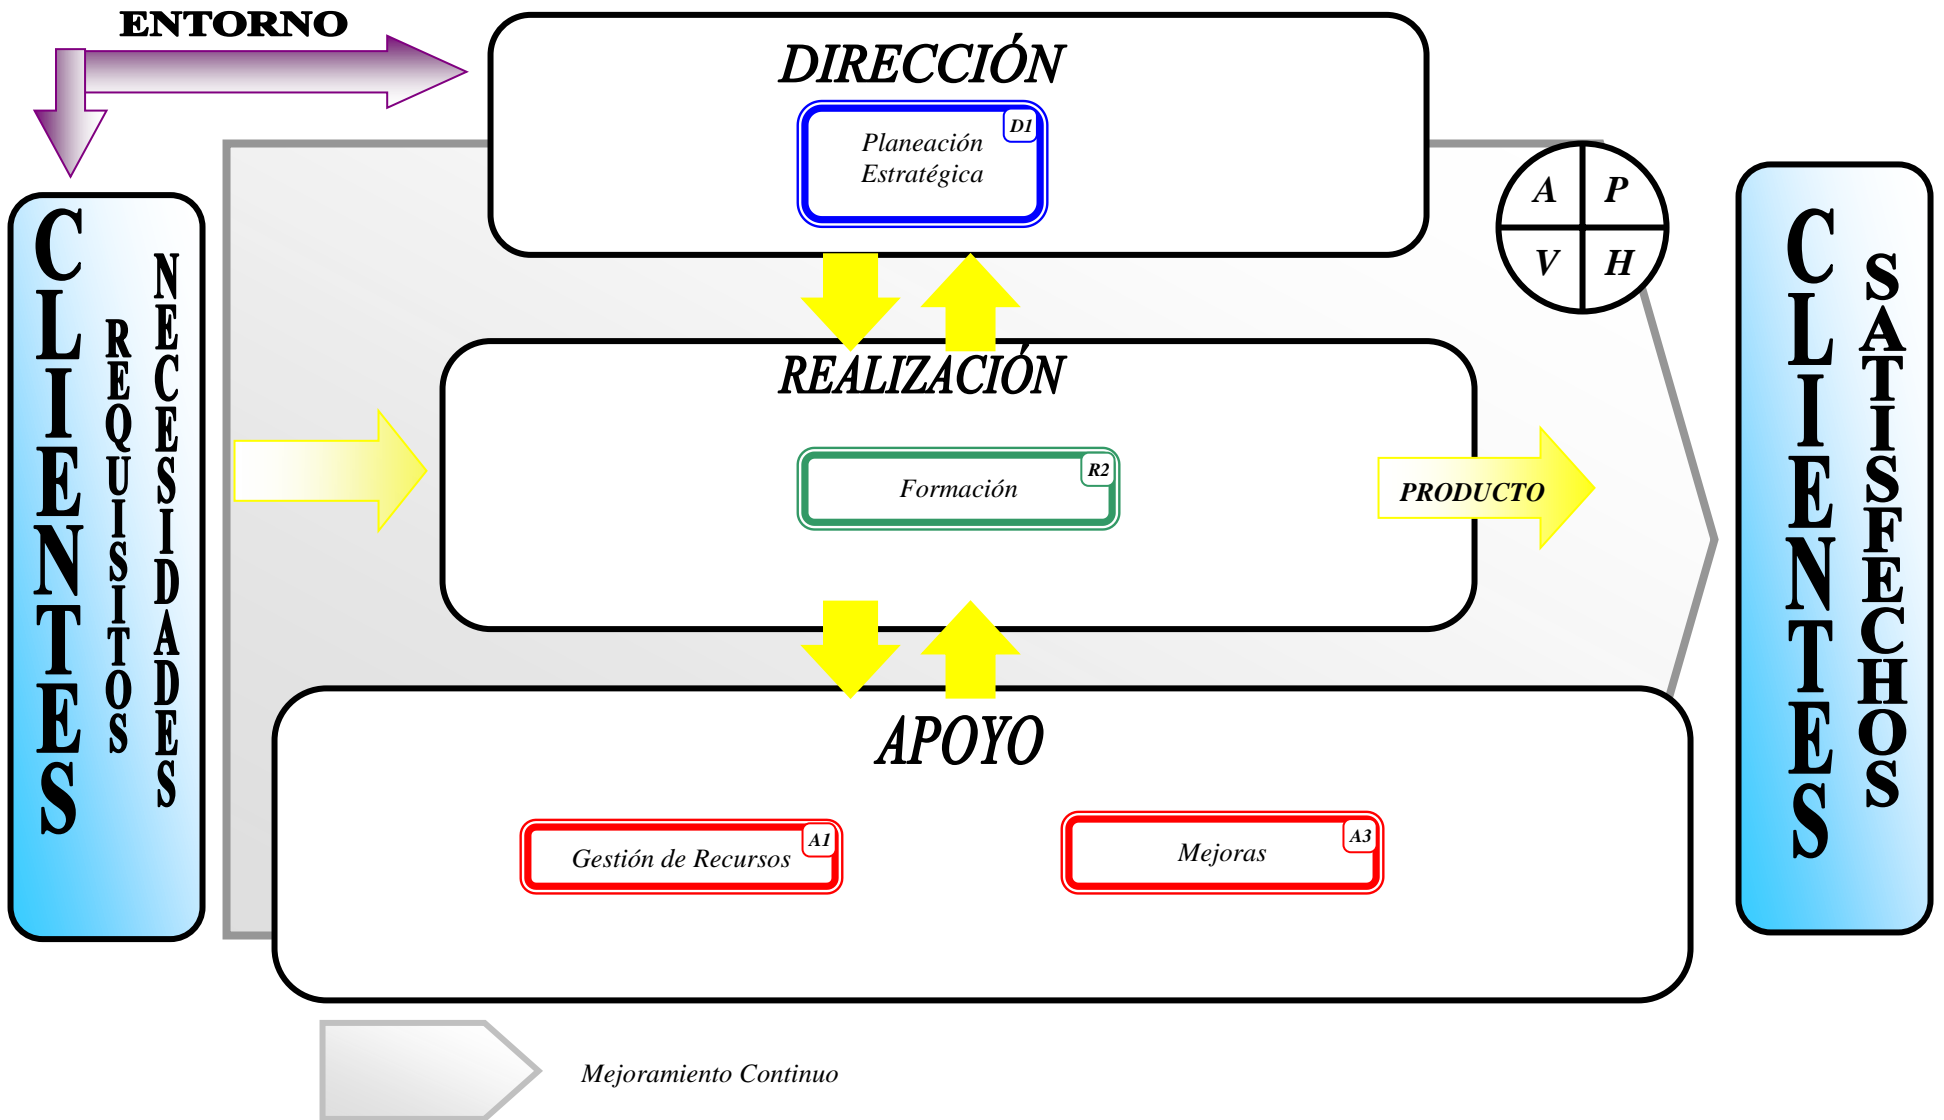 ENTORNO
DIRECCIÓN
D1
Planeación
Estratégica
A P
V H
CLIENTES
REQUISITOS
NECESIDADES
REALIZACIÓN
R2
Formación
PRODUCTO
CLIENTES
SATISFECHOS
APOYO
A1
Gestión de Recursos
A3
Mejoras
Mejoramiento Continuo